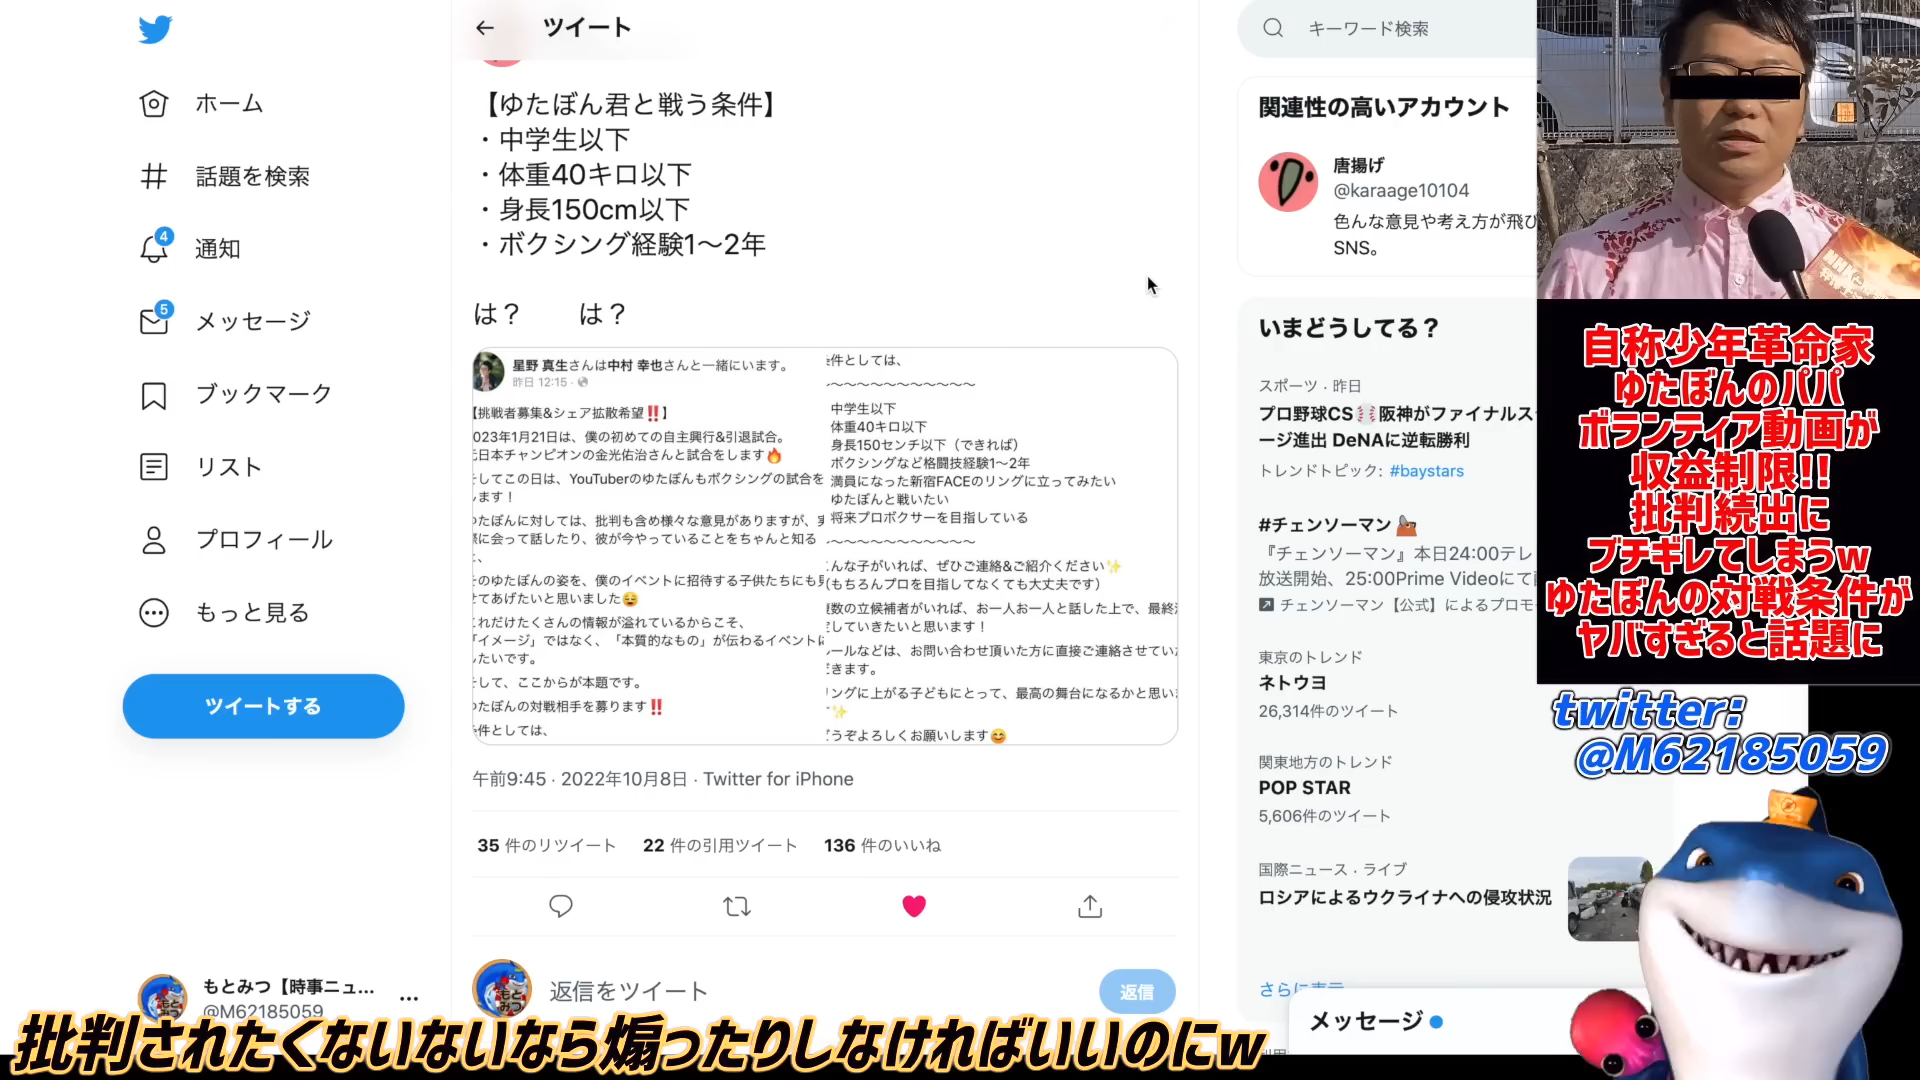 ツイート
ホーム
話題を検索
4
通知
5
メッセージ
ブックマーク
リスト
プロフィール
もっと見る
ツイートする
もとみつ【時事ニュ...
@M62185059
【ゆたぼん君と戦う条件】
・中学生以下
・体重40キロ以下
・身長150cm以下
・ボクシング経験1〜2年
は？　　は？
星野 真生さんは中村 幸也さんと一緒にいます。
昨日 12:15
【挑戦者募集&シェア拡散希望‼️】
023年1月21日は、僕の初めての自主興行&引退試合。
日本チャンピオンの金光佑治さんと試合をします🔥
してこの日は、YouTuberのゆたぼんもボクシングの試合を
ます！
たぼんに対しては、批判も含め様々な意見がありますが、実
に会って話したり、彼が今やっていることをちゃんと知る
、
のゆたぼんの姿を、僕のイベントに招待する子供たちにも見
てあげたいと思いました😌
れだけたくさんの情報が溢れているからこそ、
「イメージ」ではなく、「本質的なもの」が伝わるイベントに
たいです。
して、ここからが本題です。
たぼんの対戦相手を募ります‼️
件としては、
件としては、
〜〜〜〜〜〜〜〜〜〜〜
中学生以下
体重40キロ以下
身長150センチ以下（できれば）
ボクシングなど格闘技経験1〜2年
満員になった新宿FACEのリングに立ってみたい
ゆたぼんと戦いたい
将来プロボクサーを目指している
〜〜〜〜〜〜〜〜〜〜〜
んな子がいれば、ぜひご連絡&ご紹介ください✨
（もちろんプロを目指してなくても大丈夫です）
数の立候補者がいれば、お一人お一人と話した上で、最終
していきたいと思います！
ールなどは、お問い合わせ頂いた方に直接ご連絡させてい
きます。
ングに上がる子どもにとって、最高の舞台になるかと思い
✨
うぞよろしくお願いします😊
午前9:45 · 2022年10月8日 · Twitter for iPhone
35 件のリツイート 22 件の引用ツイート 136 件のいいね
もとみつ
返信をツイート
返信
キーワード検索
関連性の高いアカウント
唐揚げ
@karaage10104
色んな意見や考え方が飛び
SNS。
いまどうしてる？
スポーツ · 昨日
プロ野球CS⚾阪神がファイナルス
ージ進出 DeNAに逆転勝利
トレンドトピック: #baystars
#チェンソーマン
『チェンソーマン』本日24:00テレ
放送開始、25:00Prime Videoにて
チェンソーマン【公式】によるプロモ
東京のトレンド
ネトウヨ
26,314件のツイート
関東地方のトレンド
POP STAR
5,606件のツイート
国際ニュース · ライブ
ロシアによるウクライナへの侵攻状況
さらに表示
メッセージ
自称少年革命家
ゆたぼんのパパ
ボランティア動画が
収益制限!!
批判続出に
ブチギレてしまうw
ゆたぼんの対戦条件が
ヤバすぎると話題に
twitter:
@M62185059
批判されたくないないなら煽ったりしなければいいのにw